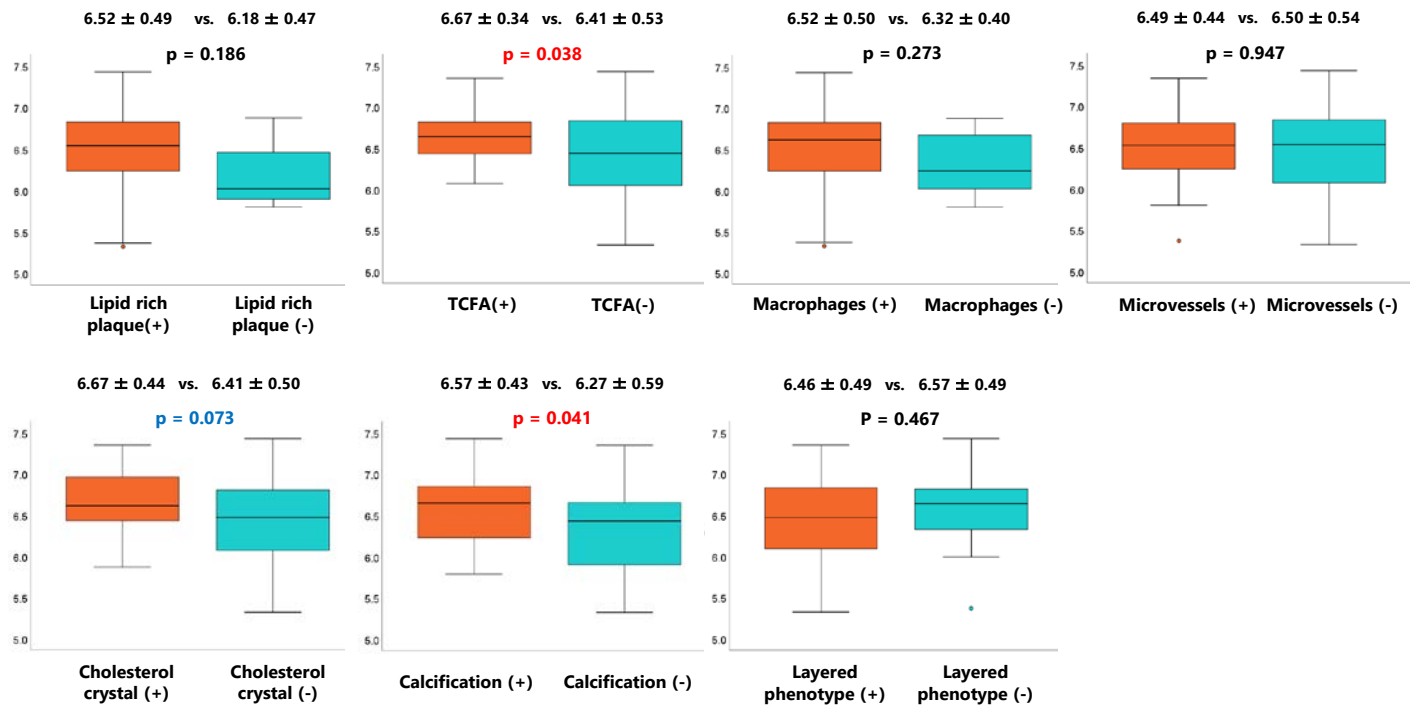 6.52 ± 0.49 vs. 6.18 ± 0.47
p = 0.186
7.5
7.0
6.5
6.0
5.5
5.0
Lipid rich plaque(+)
Lipid rich plaque (-)
6.67 ± 0.34 vs. 6.41 ± 0.53
p = 0.038
7.5
7.0
6.5
6.0
5.5
5.0
TCFA(+)
TCFA(-)
6.52 ± 0.50 vs. 6.32 ± 0.40
p = 0.273
7.5
7.0
6.5
6.0
5.5
5.0
Macrophages (+)
Macrophages (-)
6.49 ± 0.44 vs. 6.50 ± 0.54
p = 0.947
7.5
7.0
6.5
6.0
5.5
5.0
Microvessels (+)
Microvessels (-)
6.67 ± 0.44 vs. 6.41 ± 0.50
p = 0.073
7.5
7.0
6.5
6.0
5.5
5.0
Cholesterol crystal (+)
Cholesterol crystal (-)
6.57 ± 0.43 vs. 6.27 ± 0.59
p = 0.041
7.5
7.0
6.5
6.0
5.5
5.0
Calcification (+)
Calcification (-)
6.46 ± 0.49 vs. 6.57 ± 0.49
P = 0.467
7.5
7.0
6.5
6.0
5.5
5.0
Layered phenotype (+)
Layered phenotype (-)